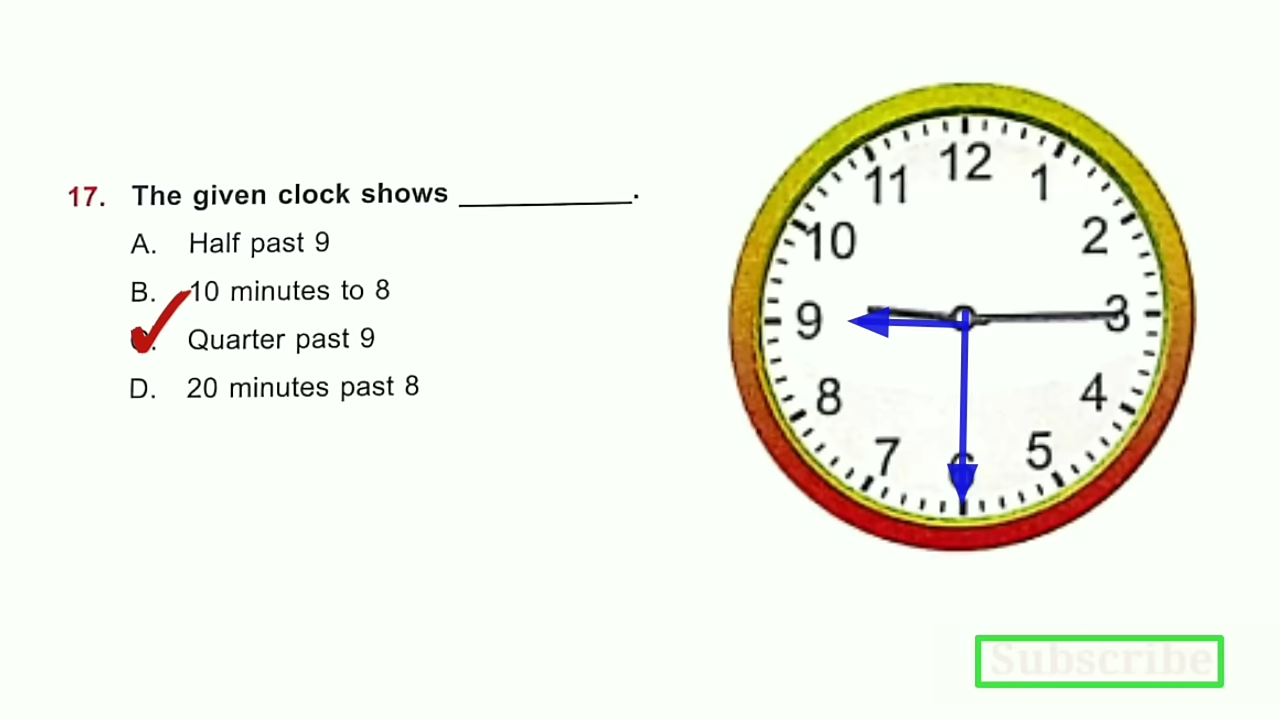 17. The given clock shows __________.
A. Half past 9
B. 10 minutes to 8
Quarter past 9
D. 20 minutes past 8
12
11 1
10 2
9 3
8 4
7 5
Subscribe